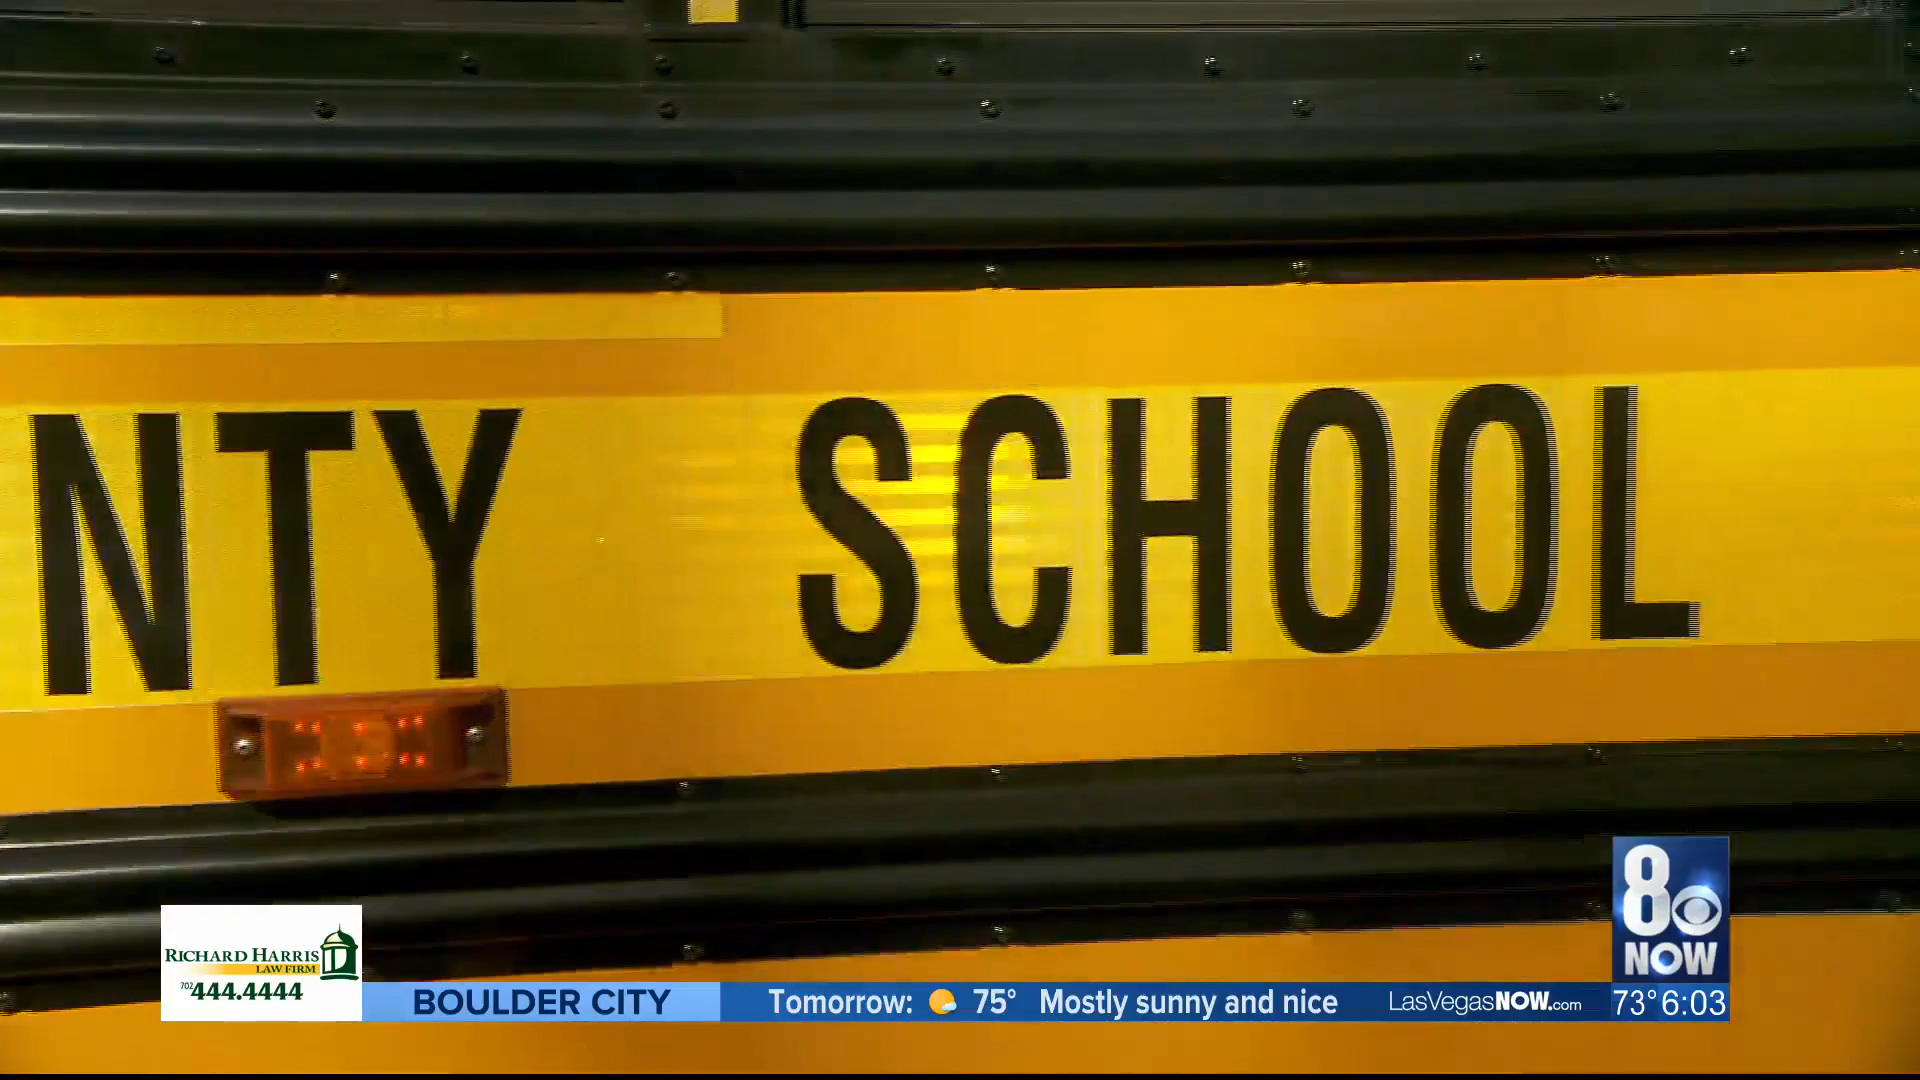 NTY SCHOOL
8
NOW
RICHARD HARRIS
LAW FIRM
702 444.4444
BOULDER CITY
Tomorrow: 75° Mostly sunny and nice
LasVegasNOW.com
73° 6:03